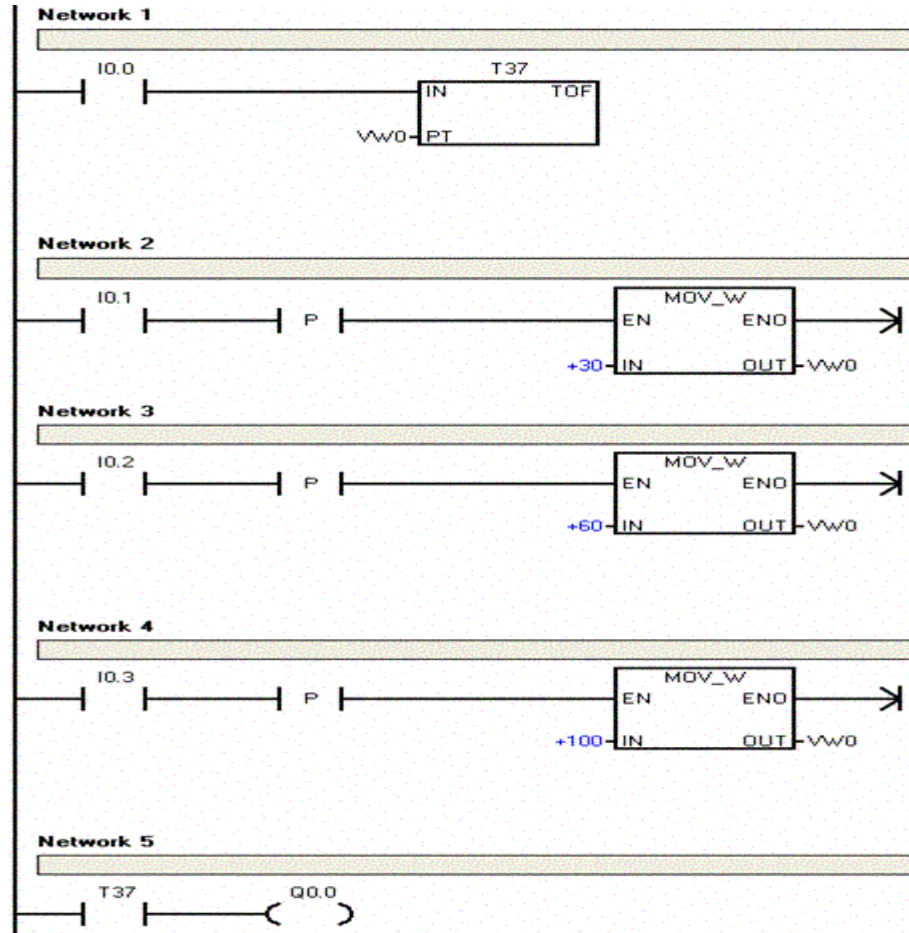 Network 1
I0.0
T37
IN TOF
VW0 PT
Network 2
I0.1
P
MOV_W
EN ENO
+30 IN OUT VW0
Network 3
I0.2
P
MOV_W
EN ENO
+60 IN OUT VW0
Network 4
I0.3
P
MOV_W
EN ENO
+100 IN OUT VW0
Network 5
T37 Q0.0